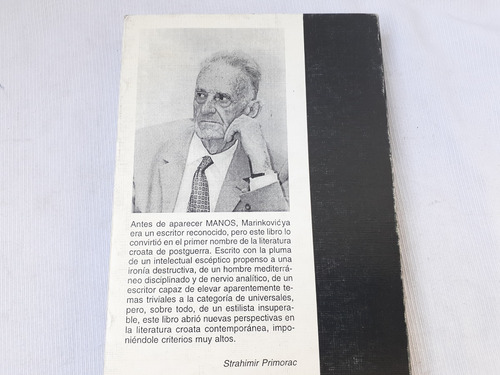 Antes de aparecer MANOS, Marinkovićya
era un escritor reconocido, pero este libro lo
convirtió en el primer nombre de la literatura
croata de postguerra. Escrito con la pluma
de un intelectual escéptico propenso a una
ironía destructiva, de un hombre mediterrá-
neo disciplinado y de nervio analítico, de un
escritor capaz de elevar aparentemente te-
mas triviales a la categoría de universales,
pero, sobre todo, de un estilista insupera-
ble, este libro abrió nuevas perspectivas en
la literatura croata contemporánea, impo-
niéndole criterios muy altos.
Strahimir Primorac